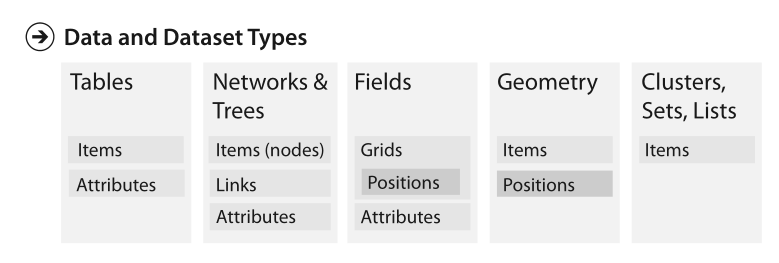 Data and Dataset Types
Tables
Items
Attributes
Networks &
Trees
Items (nodes)
Links
Attributes
Fields
Grids
Positions
Attributes
Geometry
Items
Positions
Clusters,
Sets, Lists
Items